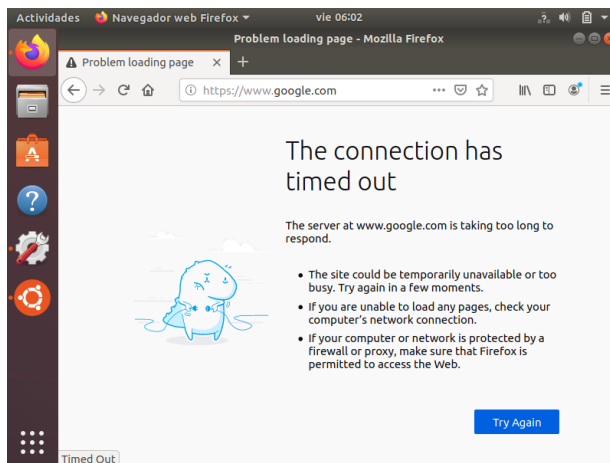 Actividades Navegador web Firefox vie 06:02
Problem loading page - Mozilla Firefox
Problem loading page
https://www.google.com
The connection has
timed out
The server at www.google.com is taking too long to
respond.
The site could be temporarily unavailable or too
busy. Try again in a few moments.
If you are unable to load any pages, check your
computer's network connection.
If your computer or network is protected by a
firewall or proxy, make sure that Firefox is
permitted to access the Web.
Try Again
Timed Out